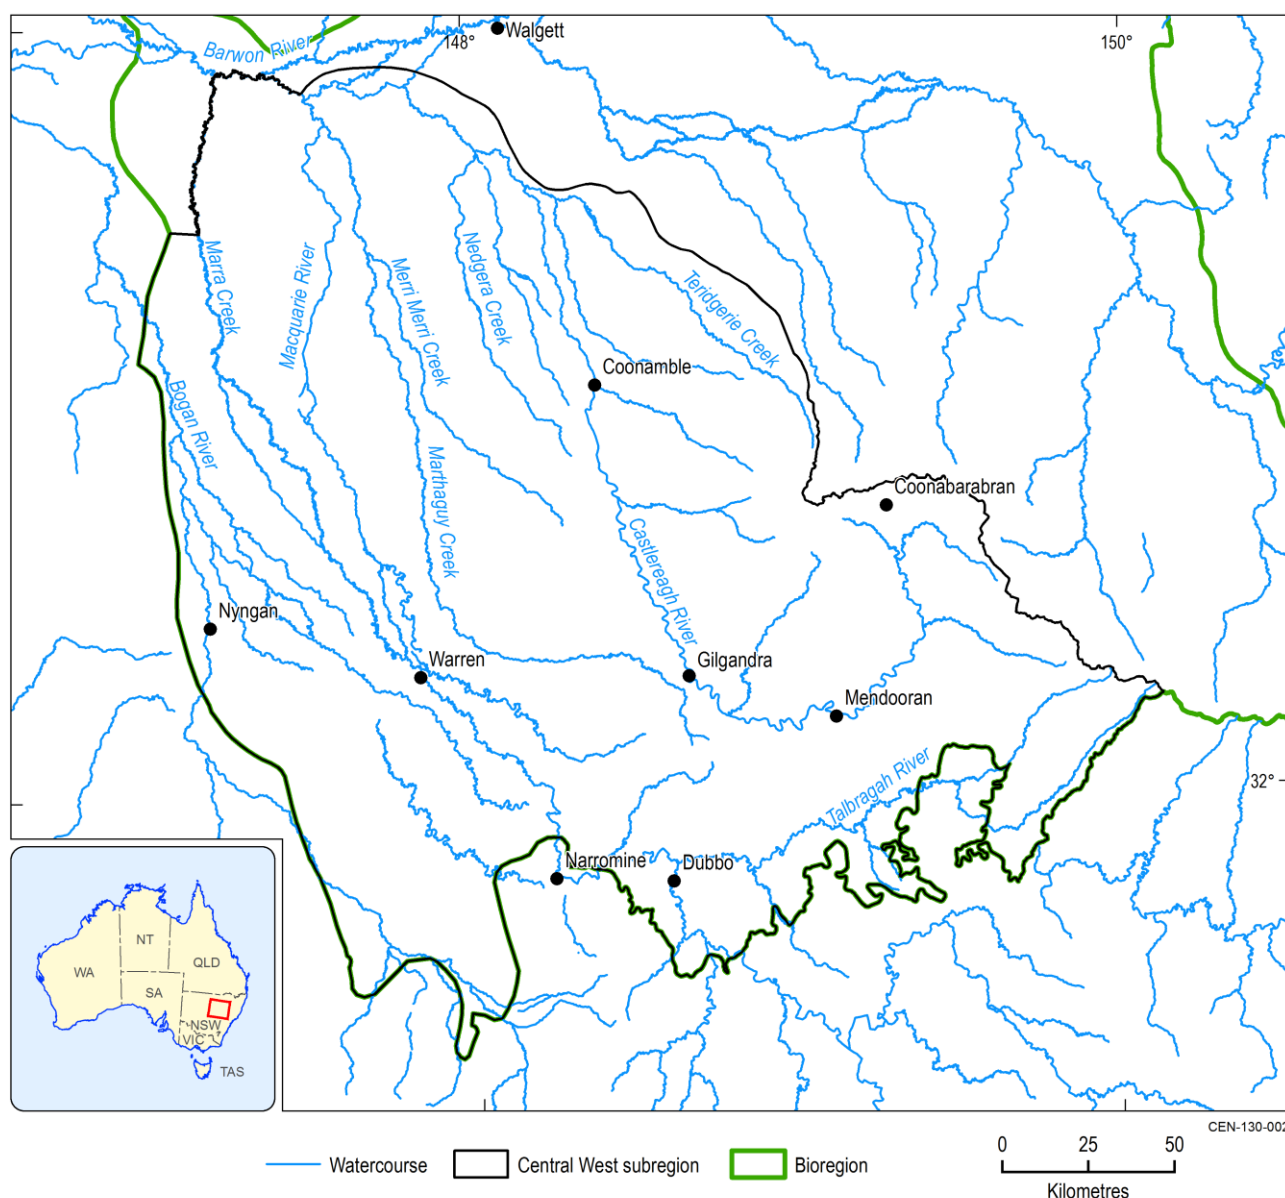 148°
Walgett
150°
Barwon River
Marra Creek
Macquarie River
Merri Merri Creek
Nedgera Creek
Teridgerie Creek
Coonamble
Bogan River
Marthaguy Creek
Castlereagh River
Coonabarabran
Nyngan
Warren
Gilgandra
Mendooran
Talbragar River
32°
Narromine
Dubbo
WA
NT
SA
QLD
NSW
VIC
TAS
CEN-130-002
Watercourse
Central West subregion
Bioregion
0 25 50
Kilometres